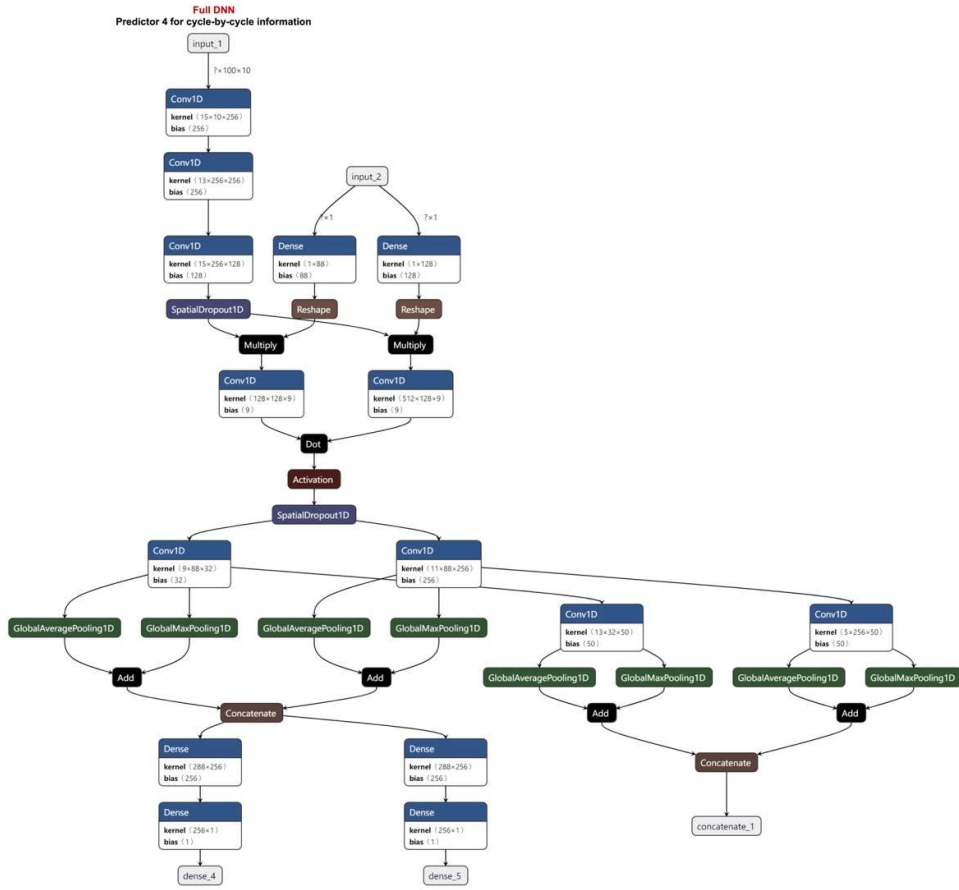 Full DNN
Predictor 4 for cycle-by-cycle information
input_1
?×100×10
Conv1D
kernel (15×10×256)
bias (256)
Conv1D
kernel (13×256×256)
bias (256)
input_2
?×1
?×1
Conv1D
kernel (15×256×128)
bias (128)
Dense
kernel (1×88)
bias (88)
Dense
kernel (1×128)
bias (128)
SpatialDropout1D
Reshape
Reshape
Multiply
Multiply
Conv1D
kernel (128×128×9)
bias (9)
Conv1D
kernel (512×128×9)
bias (9)
Dot
Activation
SpatialDropout1D
Conv1D
kernel (9×88×32)
bias (32)
Conv1D
kernel (11×88×256)
bias (256)
Conv1D
kernel (13×32×50)
bias (50)
Conv1D
kernel (5×256×50)
bias (50)
GlobalAveragePooling1D
GlobalMaxPooling1D
GlobalAveragePooling1D
GlobalMaxPooling1D
GlobalAveragePooling1D
GlobalMaxPooling1D
GlobalAveragePooling1D
GlobalMaxPooling1D
Add
Add
Add
Add
Concatenate
Dense
kernel (288×256)
bias (256)
Dense
kernel (288×256)
bias (256)
Concatenate
Dense
kernel (256×1)
bias (1)
Dense
kernel (256×1)
bias (1)
concatenate_1
dense_4
dense_5